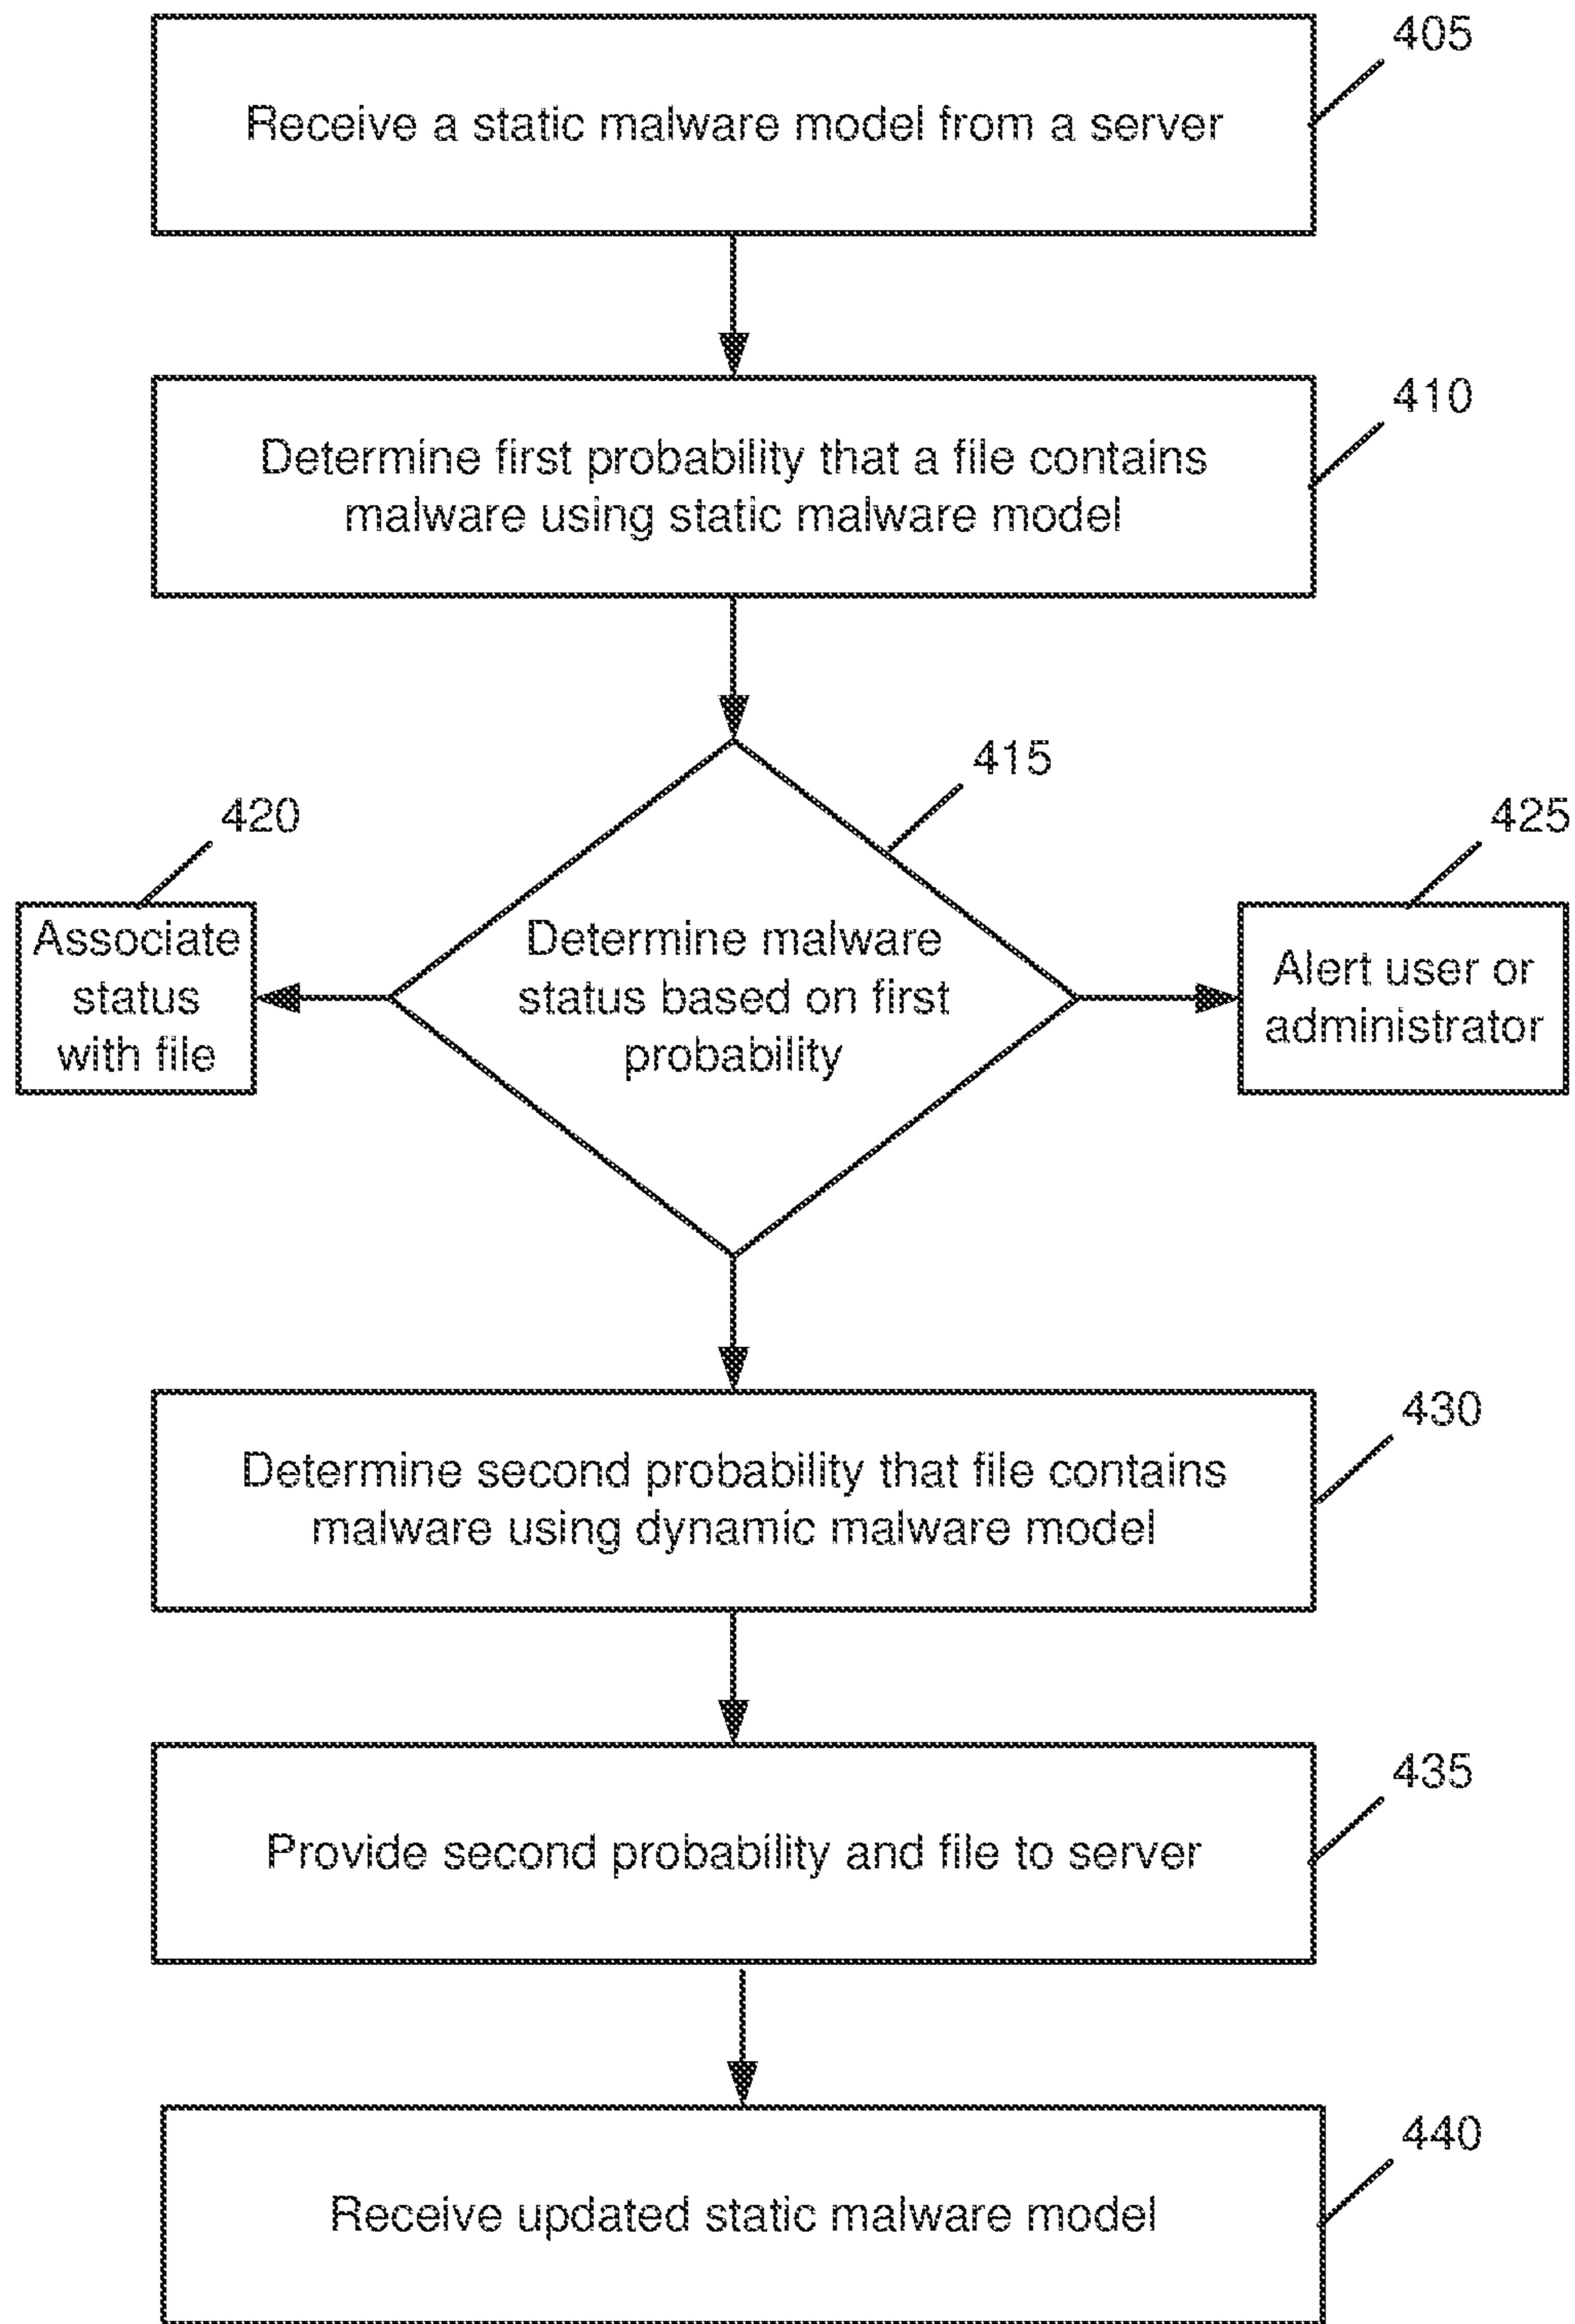 405
Receive a static malware model from a server
410
Determine first probability that a file contains
malware using static malware model
415
420
425
Associate
status
with file
Determine malware
status based on first
probability
Alert user or
administrator
430
Determine second probability that file contains
malware using dynamic malware model
435
Provide second probability and file to server
440
Receive updated static malware model